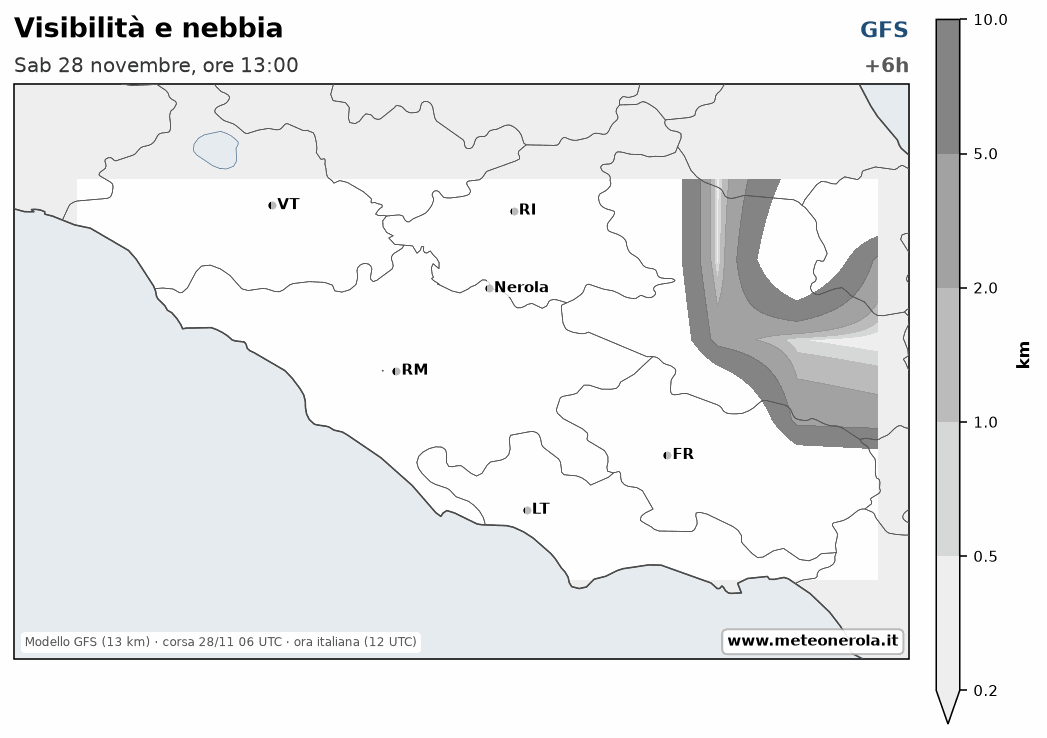 Visibilità e nebbia
GFS
Sab 28 novembre, ore 13:00
+6h
10.0
5.0
2.0
1.0
0.5
0.2
km
VT
RI
Nerola
RM
FR
LT
Modello GFS (13 km) · corsa 28/11 06 UTC · ora italiana (12 UTC)
www.meteonerola.it